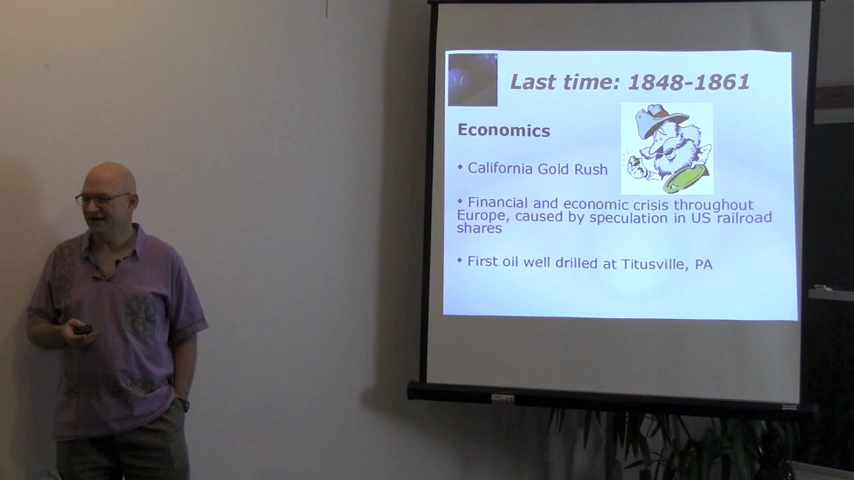 Last time: 1848-1861
Economics
• California Gold Rush
• Financial and economic crisis throughout
Europe, caused by speculation in US railroad
shares
• First oil well drilled at Titusville, PA